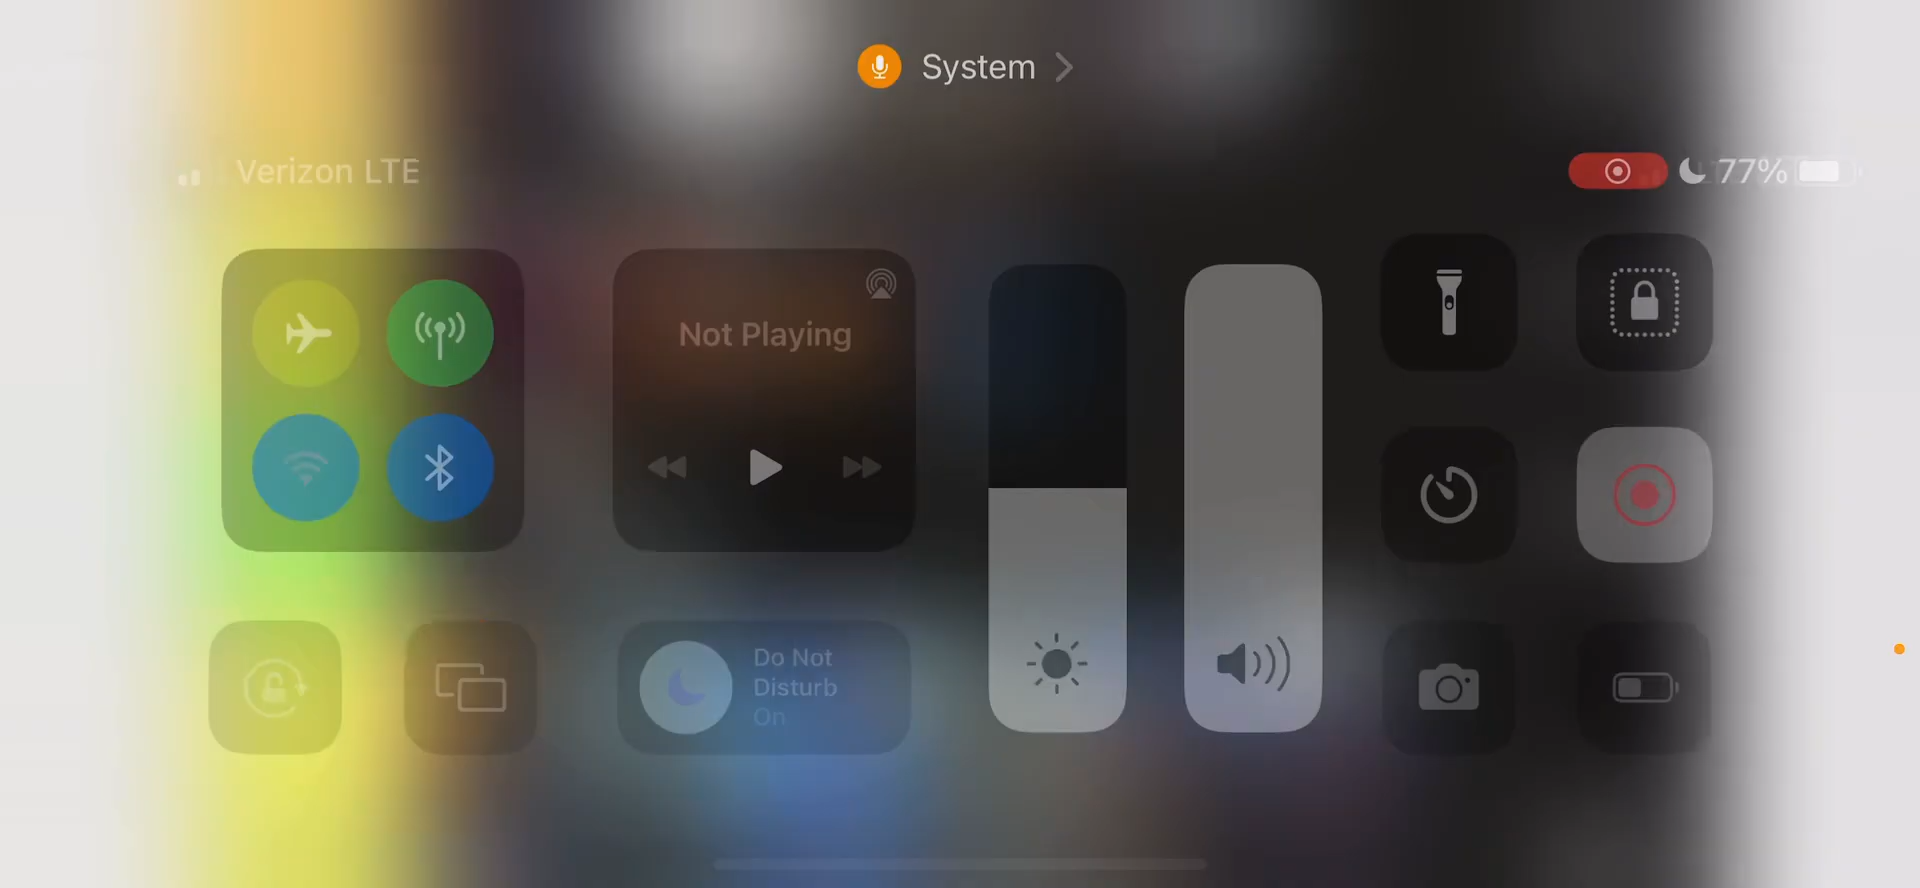 System
Verizon LTE
77%
Not Playing
Do Not
Disturb
On